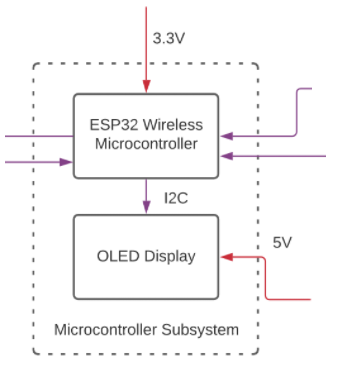 3.3V
ESP32 Wireless
Microcontroller
I2C
5V
OLED Display
Microcontroller Subsystem